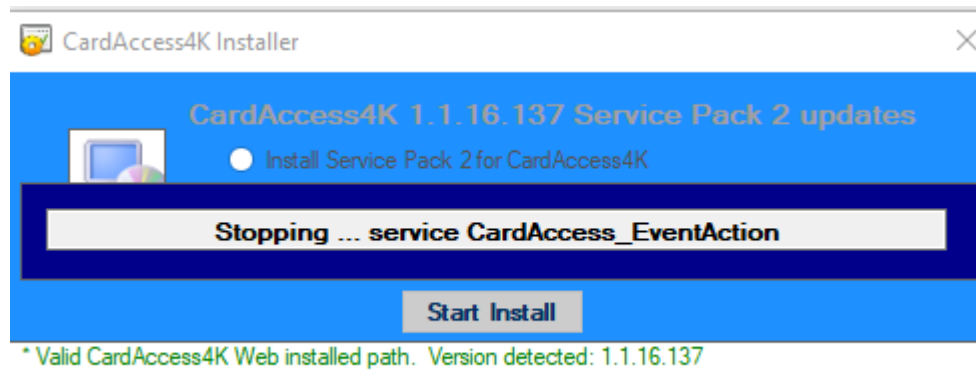 CardAccess4K Installer
CardAccess4K 1.1.16.137 Service Pack 2 updates
Install Service Pack 2 for CardAccess4K
Stopping ... service CardAccess_EventAction
Start Install
* Valid CardAccess4K Web installed path. Version detected: 1.1.16.137